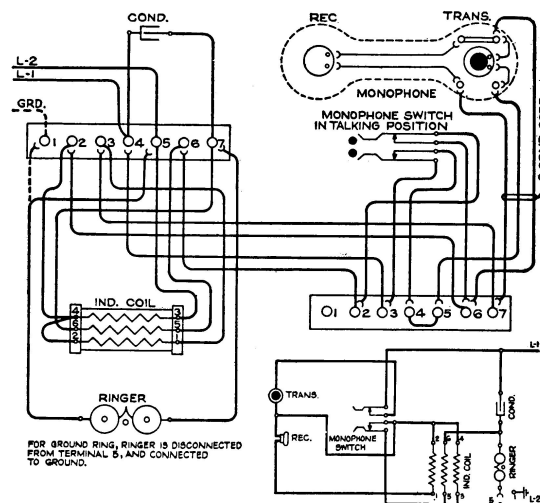 COND.
REC.
TRANS.
L-2
L-1
GRD.
MONOPHONE
MONOPHONE SWITCH
IN TALKING POSITION
1 2 3 4 5 6 7
IND. COIL
4 3
6 5
2 1
1 2 3 4 5 6 7
RINGER
FOR GROUND RING, RINGER IS DISCONNECTED
FROM TERMINAL 5, AND CONNECTED
TO GROUND.
L-1
TRANS.
COND.
REC.
MONOPHONE
SWITCH
2 6 4
IND. COIL
RINGER
L-2